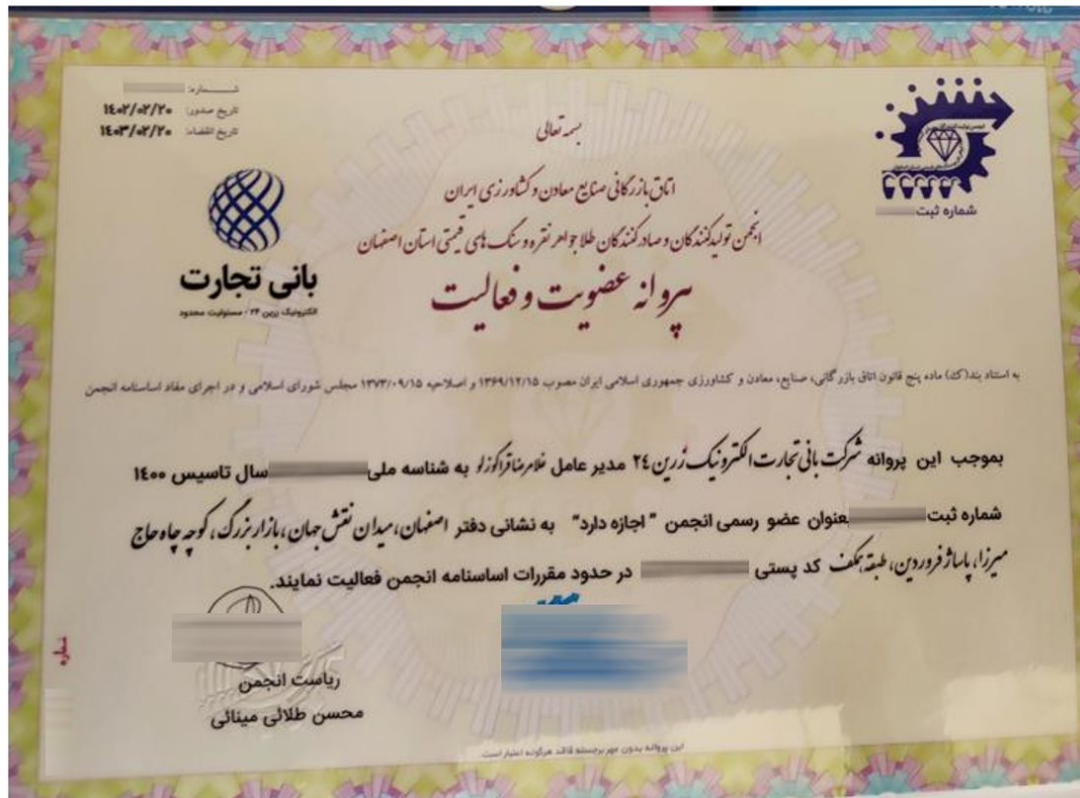 شماره:
تاریخ صدور: ۱٤۰۲/۰۲/۲۰
تاریخ انقضاء: ۱٤۰۳/۰۲/۲۰
بسمه تعالی
شماره ثبت
اتاق بازرگانی صنایع معادن و کشاورزی ایران
انجمن تولیدکنندگان و صادرکنندگان طلا جواهر نقره و سنگ های قیمتی استان اصفهان
پروانه عضویت و فعالیت
بانی تجارت
الکترونیک زرین ۲۴ - مسئولیت محدود
به استناد بند(ک) ماده پنج قانون اتاق بازرگانی، صنایع، معادن و کشاورزی جمهوری اسلامی ایران مصوب ۱۳۶۹/۱۲/۱۵ و اصلاحیه ۱۳۷۳/۰۹/۱۵ مجلس شورای اسلامی و در اجرای مفاد اساسنامه انجمن
بموجب این پروانه شرکت بانی تجارت الکترونیک زرین ۲٤ مدیر عامل غلامرضا قراگوزلو به شناسه ملی سال تاسیس ۱٤۰۰
شماره ثبت بعنوان عضو رسمی انجمن " اجازه دارد" به نشانی دفتر اصفهان، میدان نقش جهان، بازار بزرگ، کوچه چاه حاج
میرزا، پاساژ فروردین، طبقه همکف کد پستی در حدود مقررات اساسنامه انجمن فعالیت نمایند.
ریاست انجمن
محسن طلائی مینائی
شماره
این پروانه بدون مهر برجسته فاقد هرگونه اعتبار است.